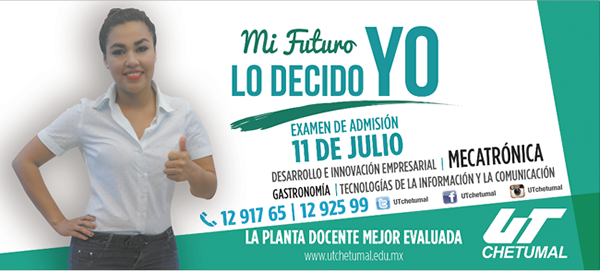 Mi Futuro
LO DECIDO YO
EXAMEN DE ADMISIÓN
11 DE JULIO
DESARROLLO E INNOVACIÓN EMPRESARIAL | MECATRÓNICA
GASTRONOMÍA | TECNOLOGÍAS DE LA INFORMACIÓN Y LA COMUNICACIÓN
12 917 65 | 12 925 99 UTchetumal UTchetumal UTchetumal
LA PLANTA DOCENTE MEJOR EVALUADA
www.utchetumal.edu.mx
UT
CHETUMAL